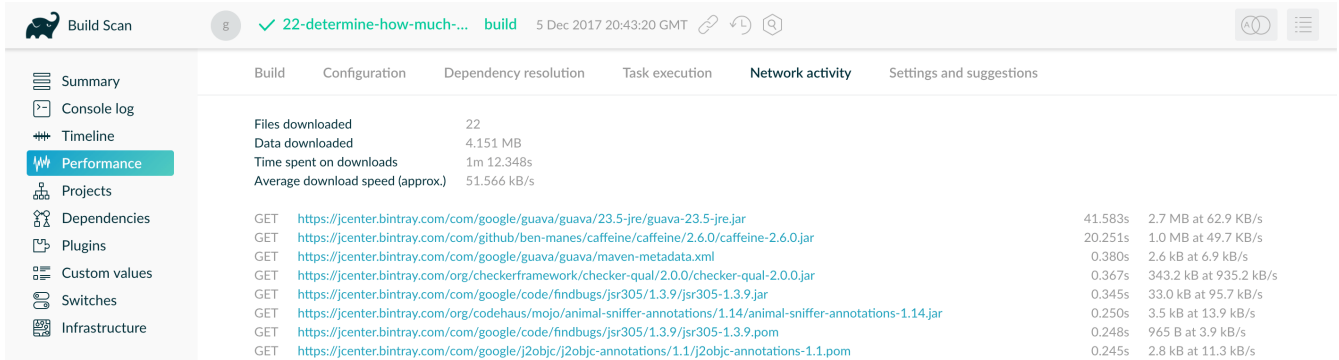 Build Scan
g 22-determine-how-much-... build 5 Dec 2017 20:43:20 GMT
Summary
Console log
Timeline
Performance
Projects
Dependencies
Plugins
Custom values
Switches
Infrastructure
Build Configuration Dependency resolution Task execution Network activity Settings and suggestions
Files downloaded 22
Data downloaded 4.151 MB
Time spent on downloads 1m 12.348s
Average download speed (approx.) 51.566 kB/s
GET https://jcenter.bintray.com/com/google/guava/guava/23.5-jre/guava-23.5-jre.jar 41.583s 2.7 MB at 62.9 KB/s
GET https://jcenter.bintray.com/com/github/ben-manes/caffeine/caffeine/2.6.0/caffeine-2.6.0.jar 20.251s 1.0 MB at 49.7 KB/s
GET https://jcenter.bintray.com/com/google/guava/guava/maven-metadata.xml 0.380s 2.6 kB at 6.9 kB/s
GET https://jcenter.bintray.com/org/checkerframework/checker-qual/2.0.0/checker-qual-2.0.0.jar 0.367s 343.2 kB at 935.2 kB/s
GET https://jcenter.bintray.com/com/google/code/findbugs/jsr305/1.3.9/jsr305-1.3.9.jar 0.345s 33.0 kB at 95.7 kB/s
GET https://jcenter.bintray.com/org/codehaus/mojo/animal-sniffer-annotations/1.14/animal-sniffer-annotations-1.14.jar 0.250s 3.5 kB at 13.9 kB/s
GET https://jcenter.bintray.com/com/google/code/findbugs/jsr305/1.3.9/jsr305-1.3.9.pom 0.248s 965 B at 3.9 kB/s
GET https://jcenter.bintray.com/com/google/j2objc/j2objc-annotations/1.1/j2objc-annotations-1.1.pom 0.245s 2.8 kB at 11.3 kB/s